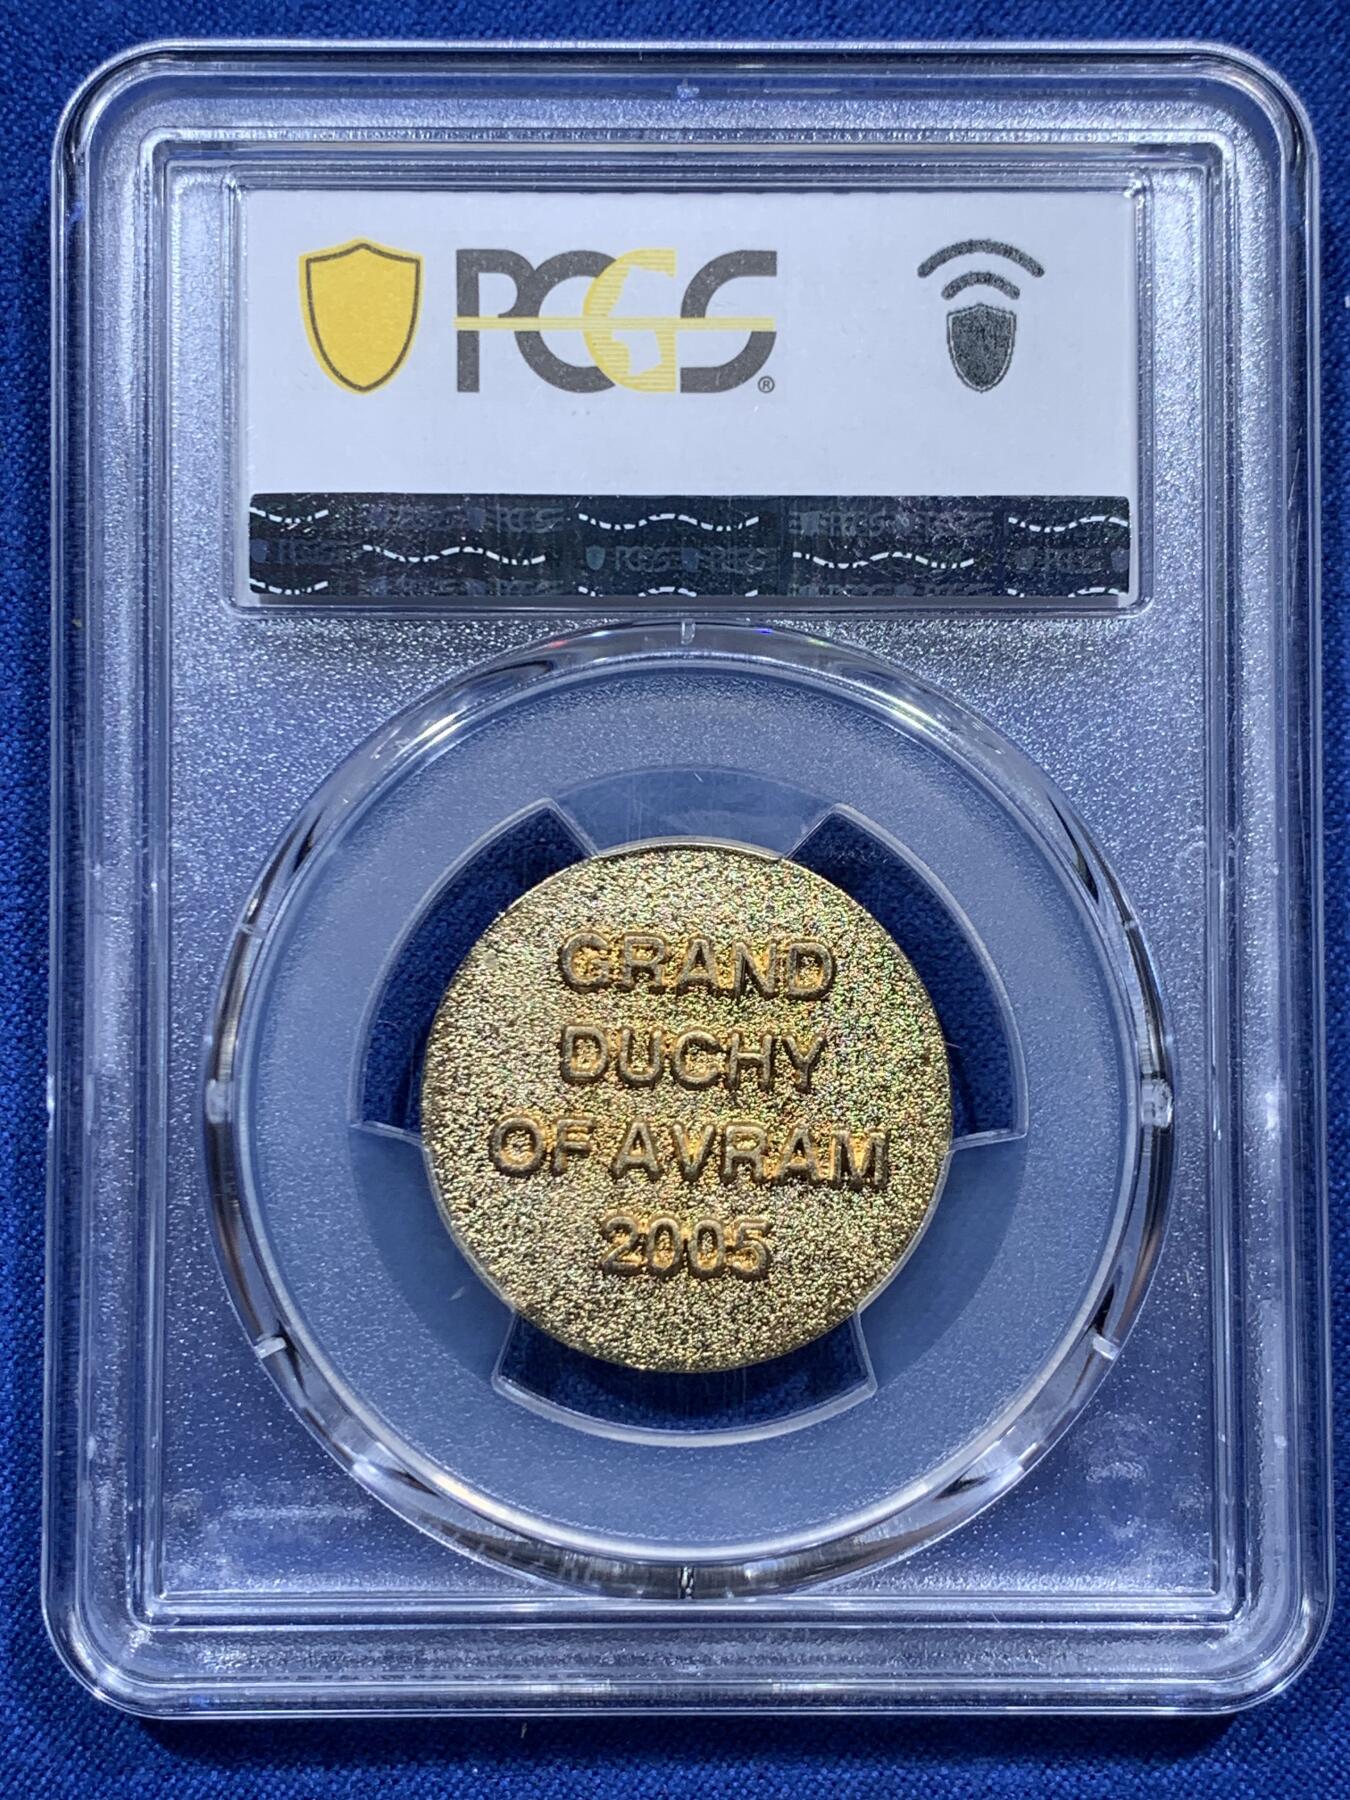 PCGS®
GRAND
DUCHY
OF AVRAM
2005